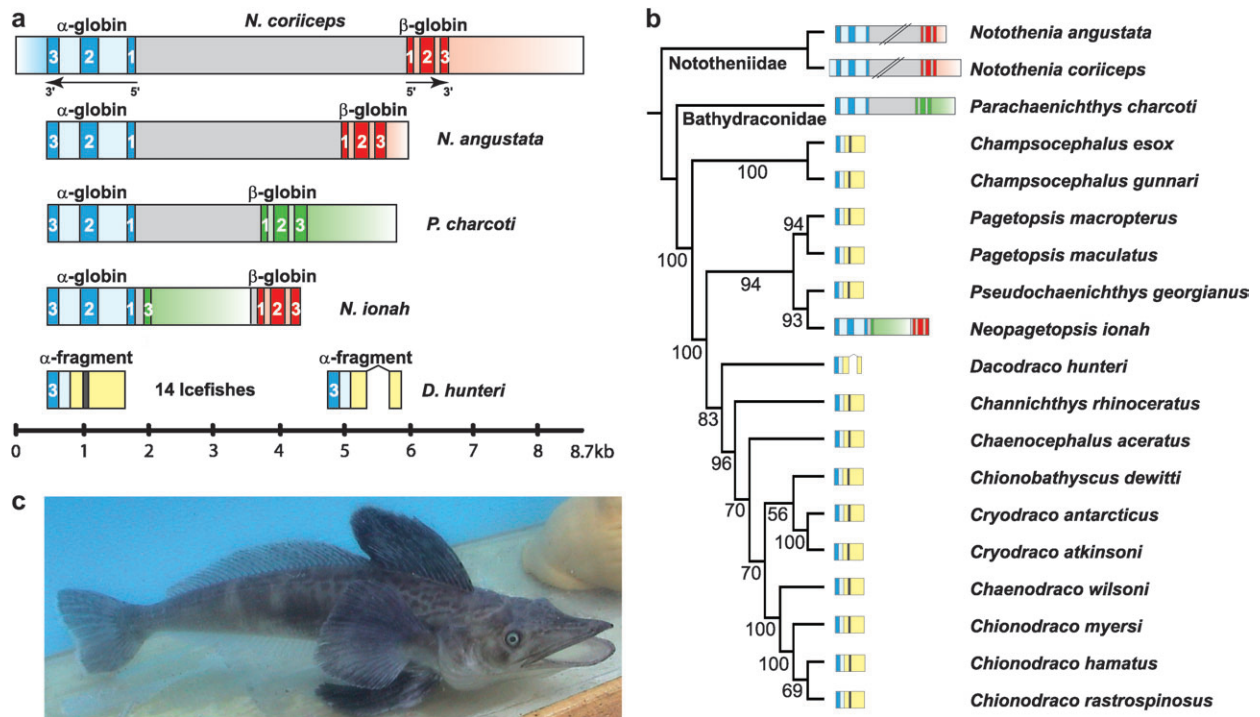 a
N. coriiceps
α-globin β-globin
3 2 1 1 2 3
3' 5' 5' 3'
β-globin
3 2 1 1 2 3 N. angustata
α-globin β-globin
3 2 1 1 2 3 P. charcoti
α-globin β-globin
3 2 1 3 1 2 3 N. ionah
α-fragment α-fragment
3 14 Icefishes 3 D. hunteri
0 1 2 3 4 5 6 7 8 8.7kb
c
b
Nototheniidae
Bathydraconidae
Notothenia angustata
Notothenia coriiceps
Parachaenichthys charcoti
Champsocephalus esox
100
Champsocephalus gunnari
94
Pagetopsis macropterus
100
94
Pagetopsis maculatus
Pseudochaenichthys georgianus
93
Neopagetopsis ionah
100
Dacodraco hunteri
83
Channichthys rhinoceratus
96
Chaenocephalus aceratus
70
Chionobathyscus dewitti
56
Cryodraco antarcticus
100
Cryodraco atkinsoni
70
Chaenodraco wilsoni
100
Chionodraco myersi
100
Chionodraco hamatus
69
Chionodraco rastrospinosus